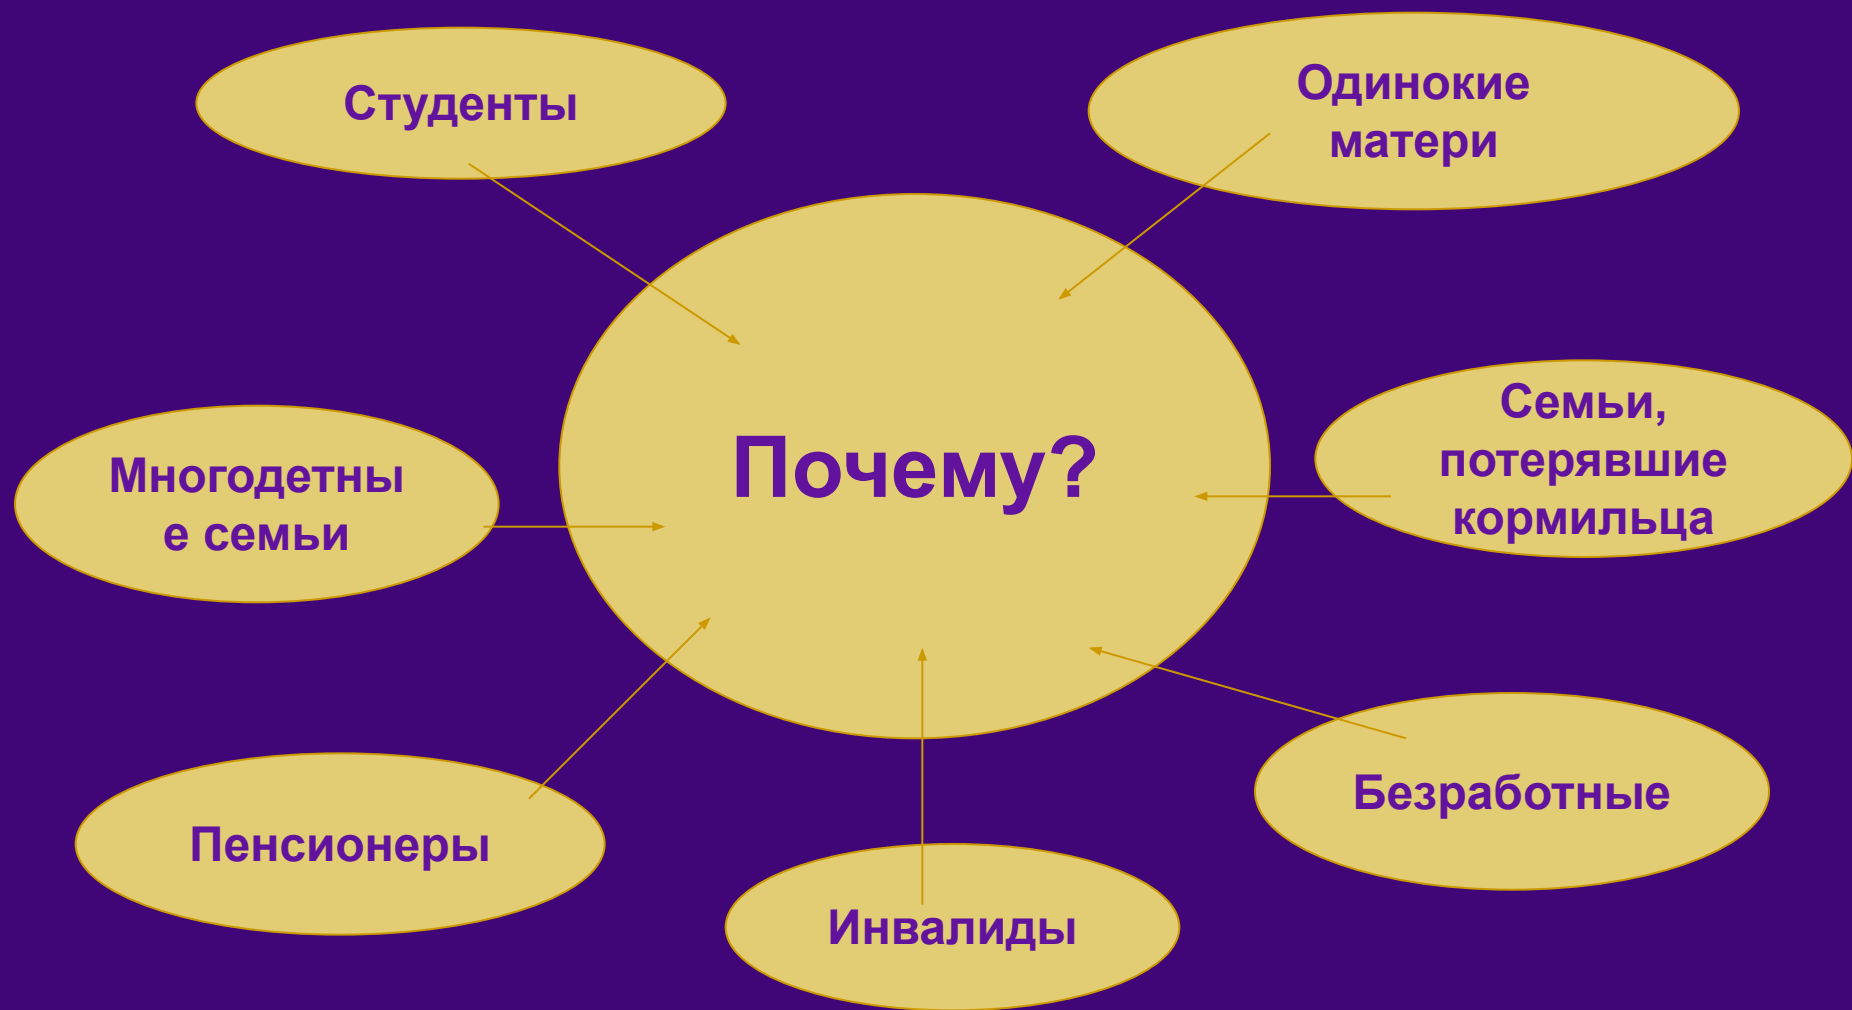 Студенты
Одинокие
матери
Почему?
Семьи,
потерявшие
кормильца
Многодетны
е семьи
Безработные
Пенсионеры
Инвалиды